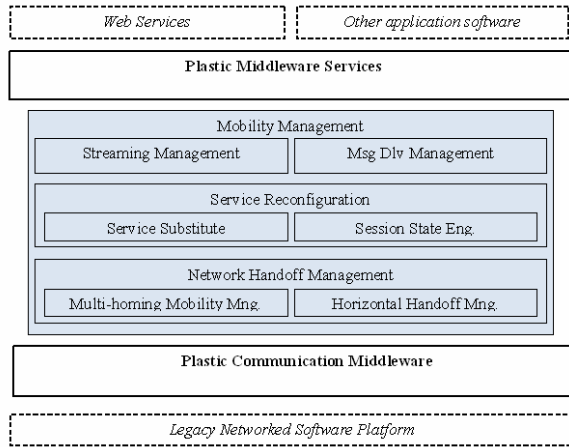 Web Services
Other application software
Plastic Middleware Services
Mobility Management
Streaming Management
Msg Dlv Management
Service Reconfiguration
Service Substitute
Session State Eng.
Network Handoff Management
Multi-homing Mobility Mng.
Horizontal Handoff Mng.
Plastic Communication Middleware
Legacy Networked Software Platform